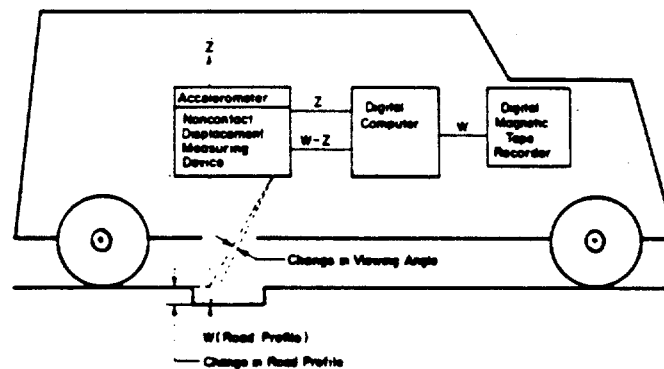 Z
Accelerometer
Noncontact
Displacement
Measuring
Device
Z
W-Z
Digital
Computer
W
Digital
Magnetic
Tape
Recorder
Change in Viewing Angle
W(Road Profile)
Change in Road Profile